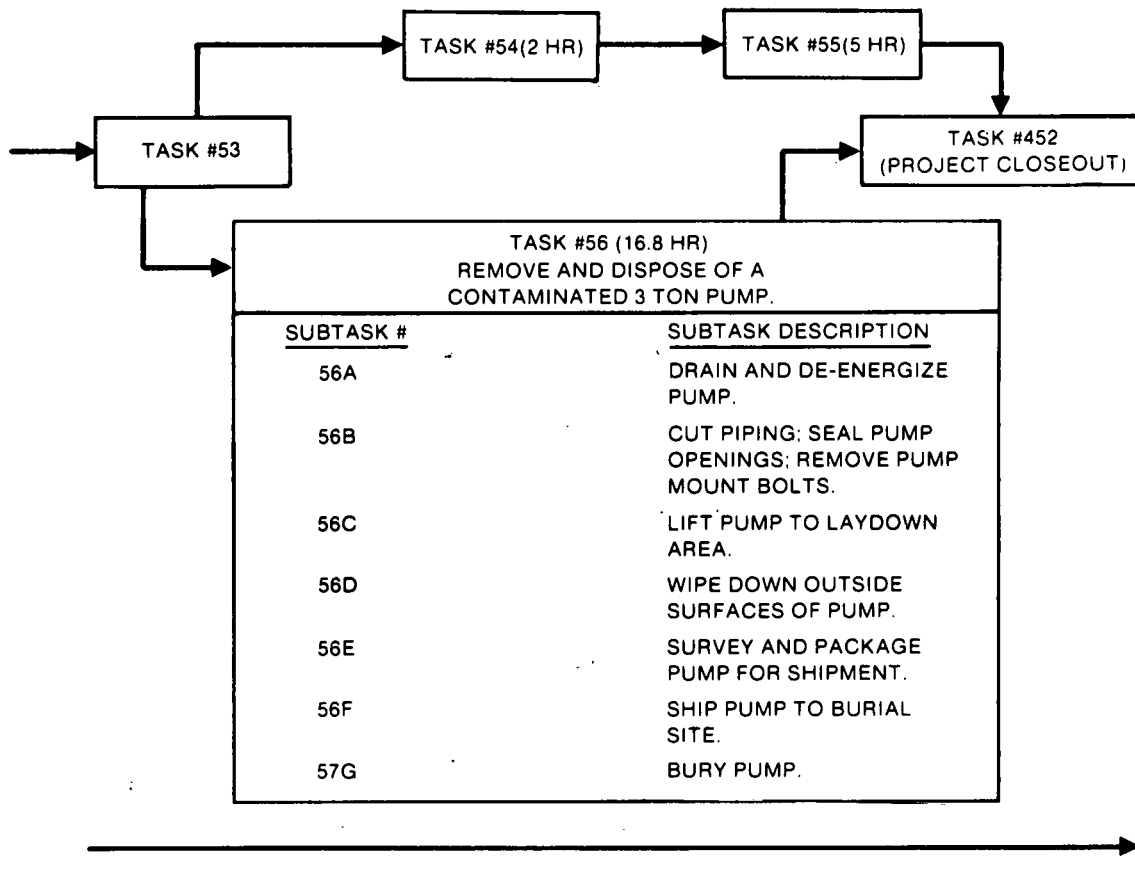 TASK #54(2 HR)
TASK #55(5 HR)
TASK #53
TASK #452
(PROJECT CLOSEOUT)
TASK #56 (16.8 HR)
REMOVE AND DISPOSE OF A
CONTAMINATED 3 TON PUMP.
SUBTASK # SUBTASK DESCRIPTION
56A DRAIN AND DE-ENERGIZE
PUMP.
56B CUT PIPING; SEAL PUMP
OPENINGS; REMOVE PUMP
MOUNT BOLTS.
56C LIFT PUMP TO LAYDOWN
AREA.
56D WIPE DOWN OUTSIDE
SURFACES OF PUMP.
56E SURVEY AND PACKAGE
PUMP FOR SHIPMENT.
56F SHIP PUMP TO BURIAL
SITE.
57G BURY PUMP.